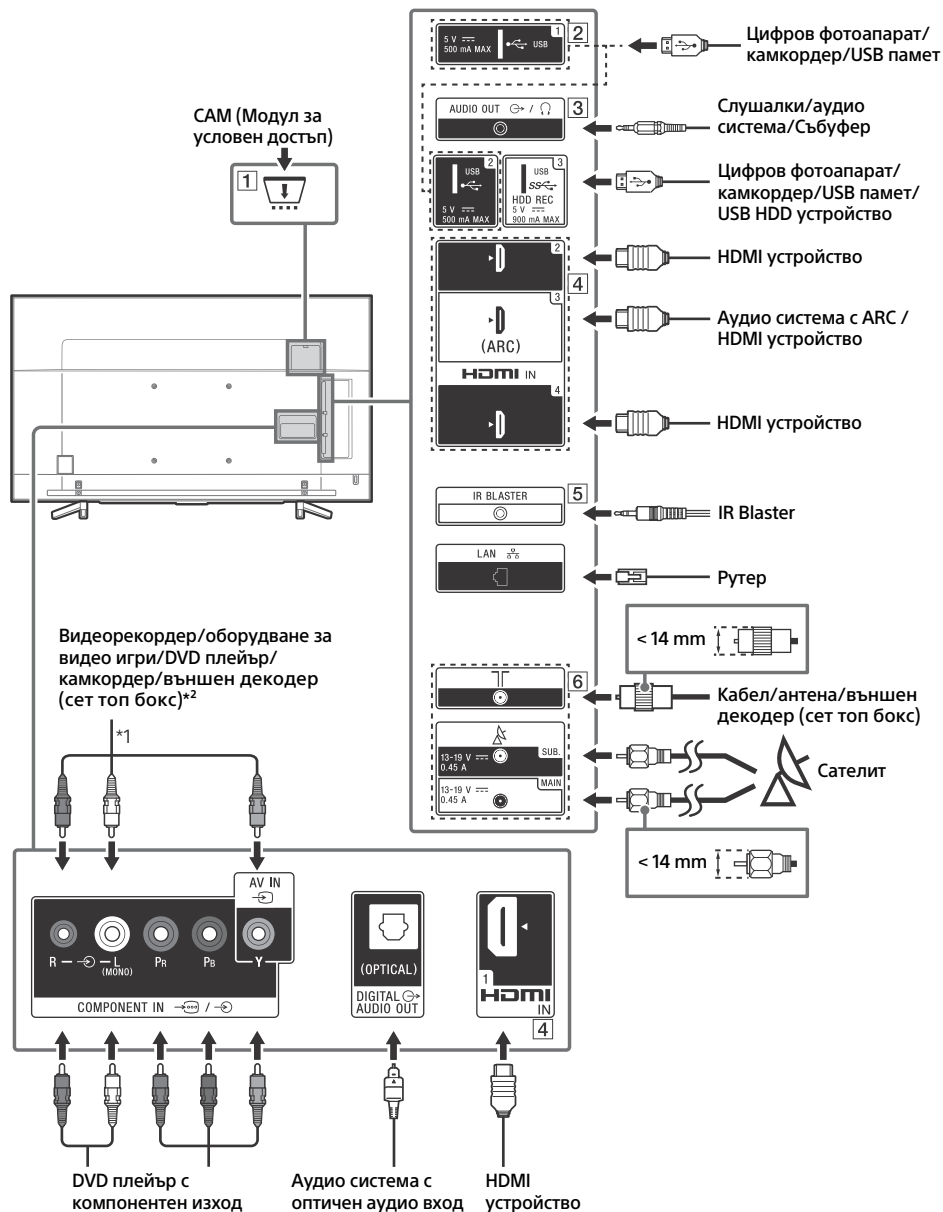 5 V
500 mA MAX
USB
1
2
Цифров фотоапарат/
камкордер/USB памет
AUDIO OUT /
3
Слушалки/аудио
система/Събуфер
CAM (Модул за
условен достъп)
1
2
USB
5 V
500 mA MAX
3
USB
SS
HDD REC
5 V
900 mA MAX
Цифров фотоапарат/
камкордер/USB памет/
USB HDD устройство
2
HDMI устройство
4
3
(ARC)
Аудио система с ARC /
HDMI устройство
HDMI IN
4
HDMI устройство
IR BLASTER
5
IR Blaster
LAN
Рутер
< 14 mm
6
Кабел/антена/външен
декодер (сет топ бокс)
13-19 V
0.45 A
SUB.
13-19 V
0.45 A
MAIN
Сателит
< 14 mm
Видеорекордер/оборудване за
видео игри/DVD плейър/
камкордер/външен декодер
(сет топ бокс)*2
*1
AV IN
R — — L
(MONO)
PR
PB
Y
COMPONENT IN /
(OPTICAL)
DIGITAL
AUDIO OUT
1
HDMI
IN
4
DVD плейър с
компонентен изход
Аудио система с
оптичен аудио вход
HDMI
устройство